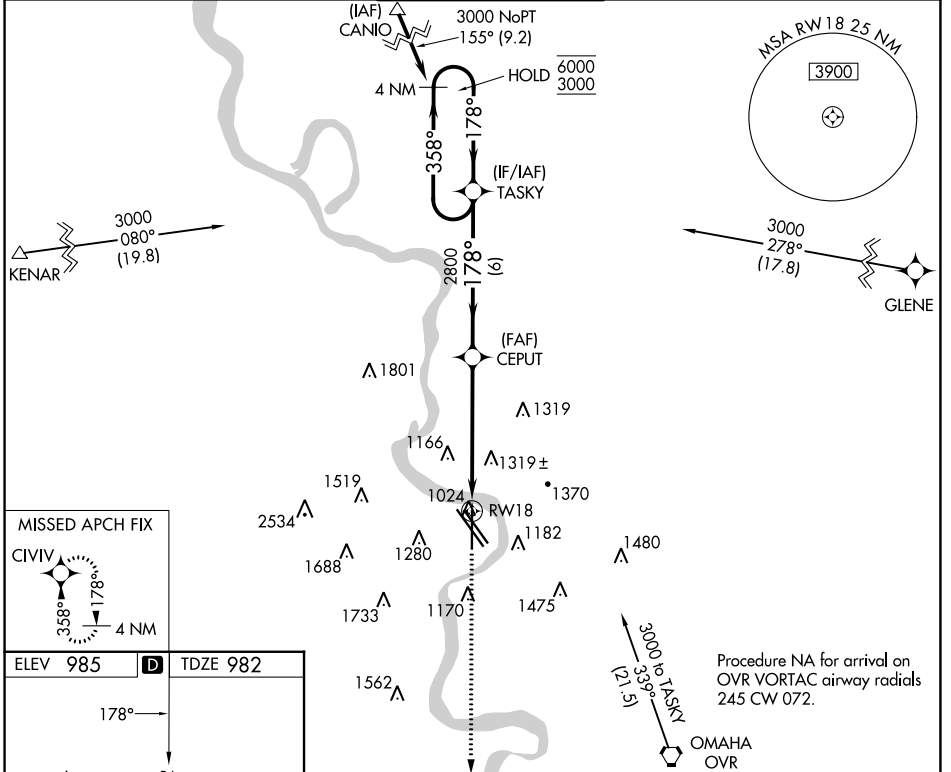 (IAF)
CANIO
3000 NoPT
155° (9.2)
HOLD
6000
3000
4 NM
358°
178°
(IF/IAF)
TASKY
MSA RW18 25 NM
3900
3000
080°
(19.8)
KENAR
3000
278°
(17.8)
GLENE
2800
178°
(6)
(FAF)
CEPUT
1801
1319
1166
1319 ±
1370
1519
1024
RW18
2534
1182
1280
1480
1688
1733
1170
1475
1562
MISSED APCH FIX
CIVIV
358°
178°
4 NM
ELEV 985
D
TDZE 982
178°
3000 to TASKY
339°
(21.5)
Procedure NA for arrival on
OVR VORTAC airway radials
245 CW 072.
OMAHA
OVR